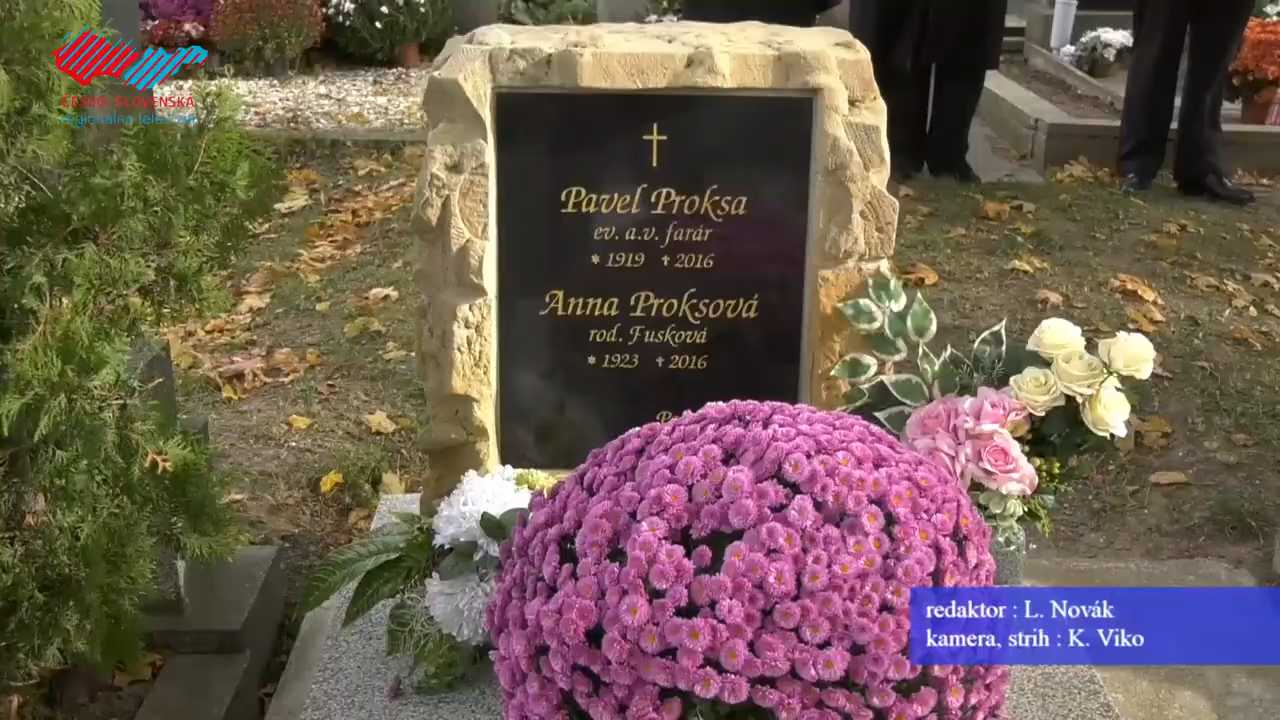 ČESKO-SLOVENSKÁ
regionálna televízia
Pavel Proksa
ev. a.v. farár
* 1919 ✝ 2016
Anna Proksová
rod. Fusková
* 1923 ✝ 2016
redaktor : L. Novák
kamera, strih : K. Viko